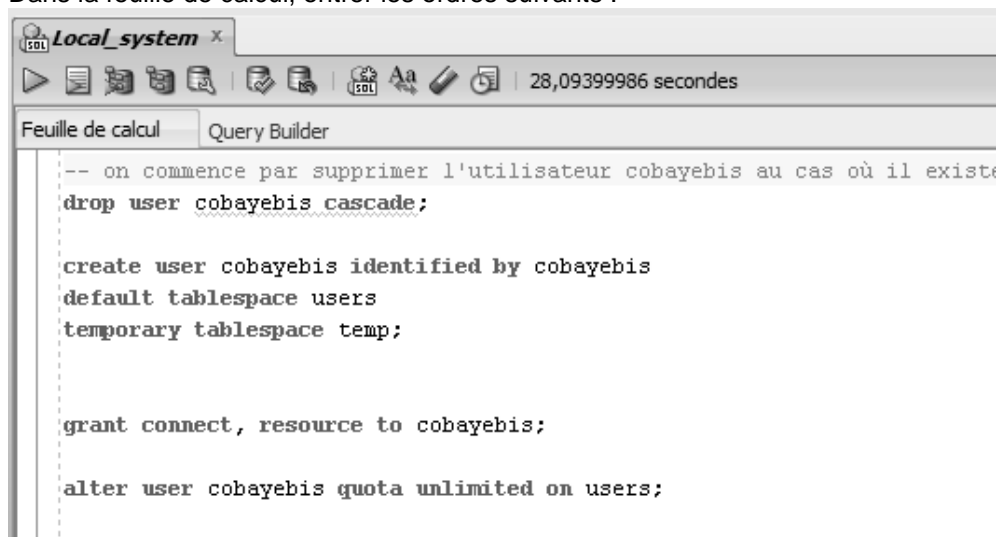 Dans la feuille de calcul, entrer les ordres suivants :
SQL Local_system x
SQL 28,09399986 secondes
Feuille de calcul Query Builder
-- on commence par supprimer l'utilisateur cobayebis au cas où il existe
drop user cobayebis cascade;
create user cobayebis identified by cobayebis
default tablespace users
temporary tablespace temp;
grant connect, resource to cobayebis;
alter user cobayebis quota unlimited on users;